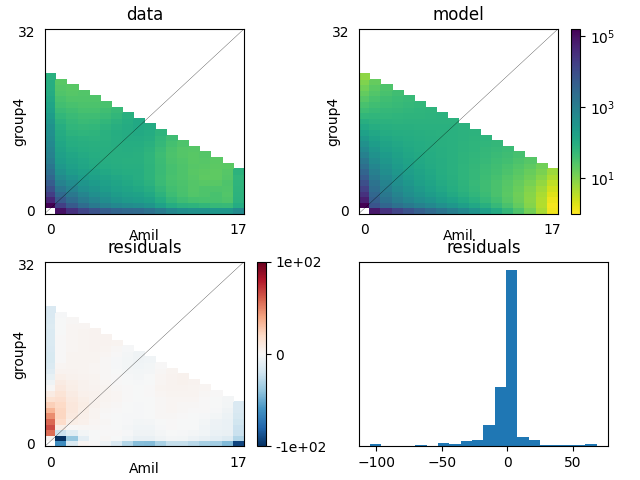 data
32
group4
0
0
17
Amil
model
32
group4
0
0
17
Amil
10^5
10^3
10^1
residuals
32
group4
0
0
17
Amil
1e+02
0
-1e+02
residuals
−100
−50
0
50